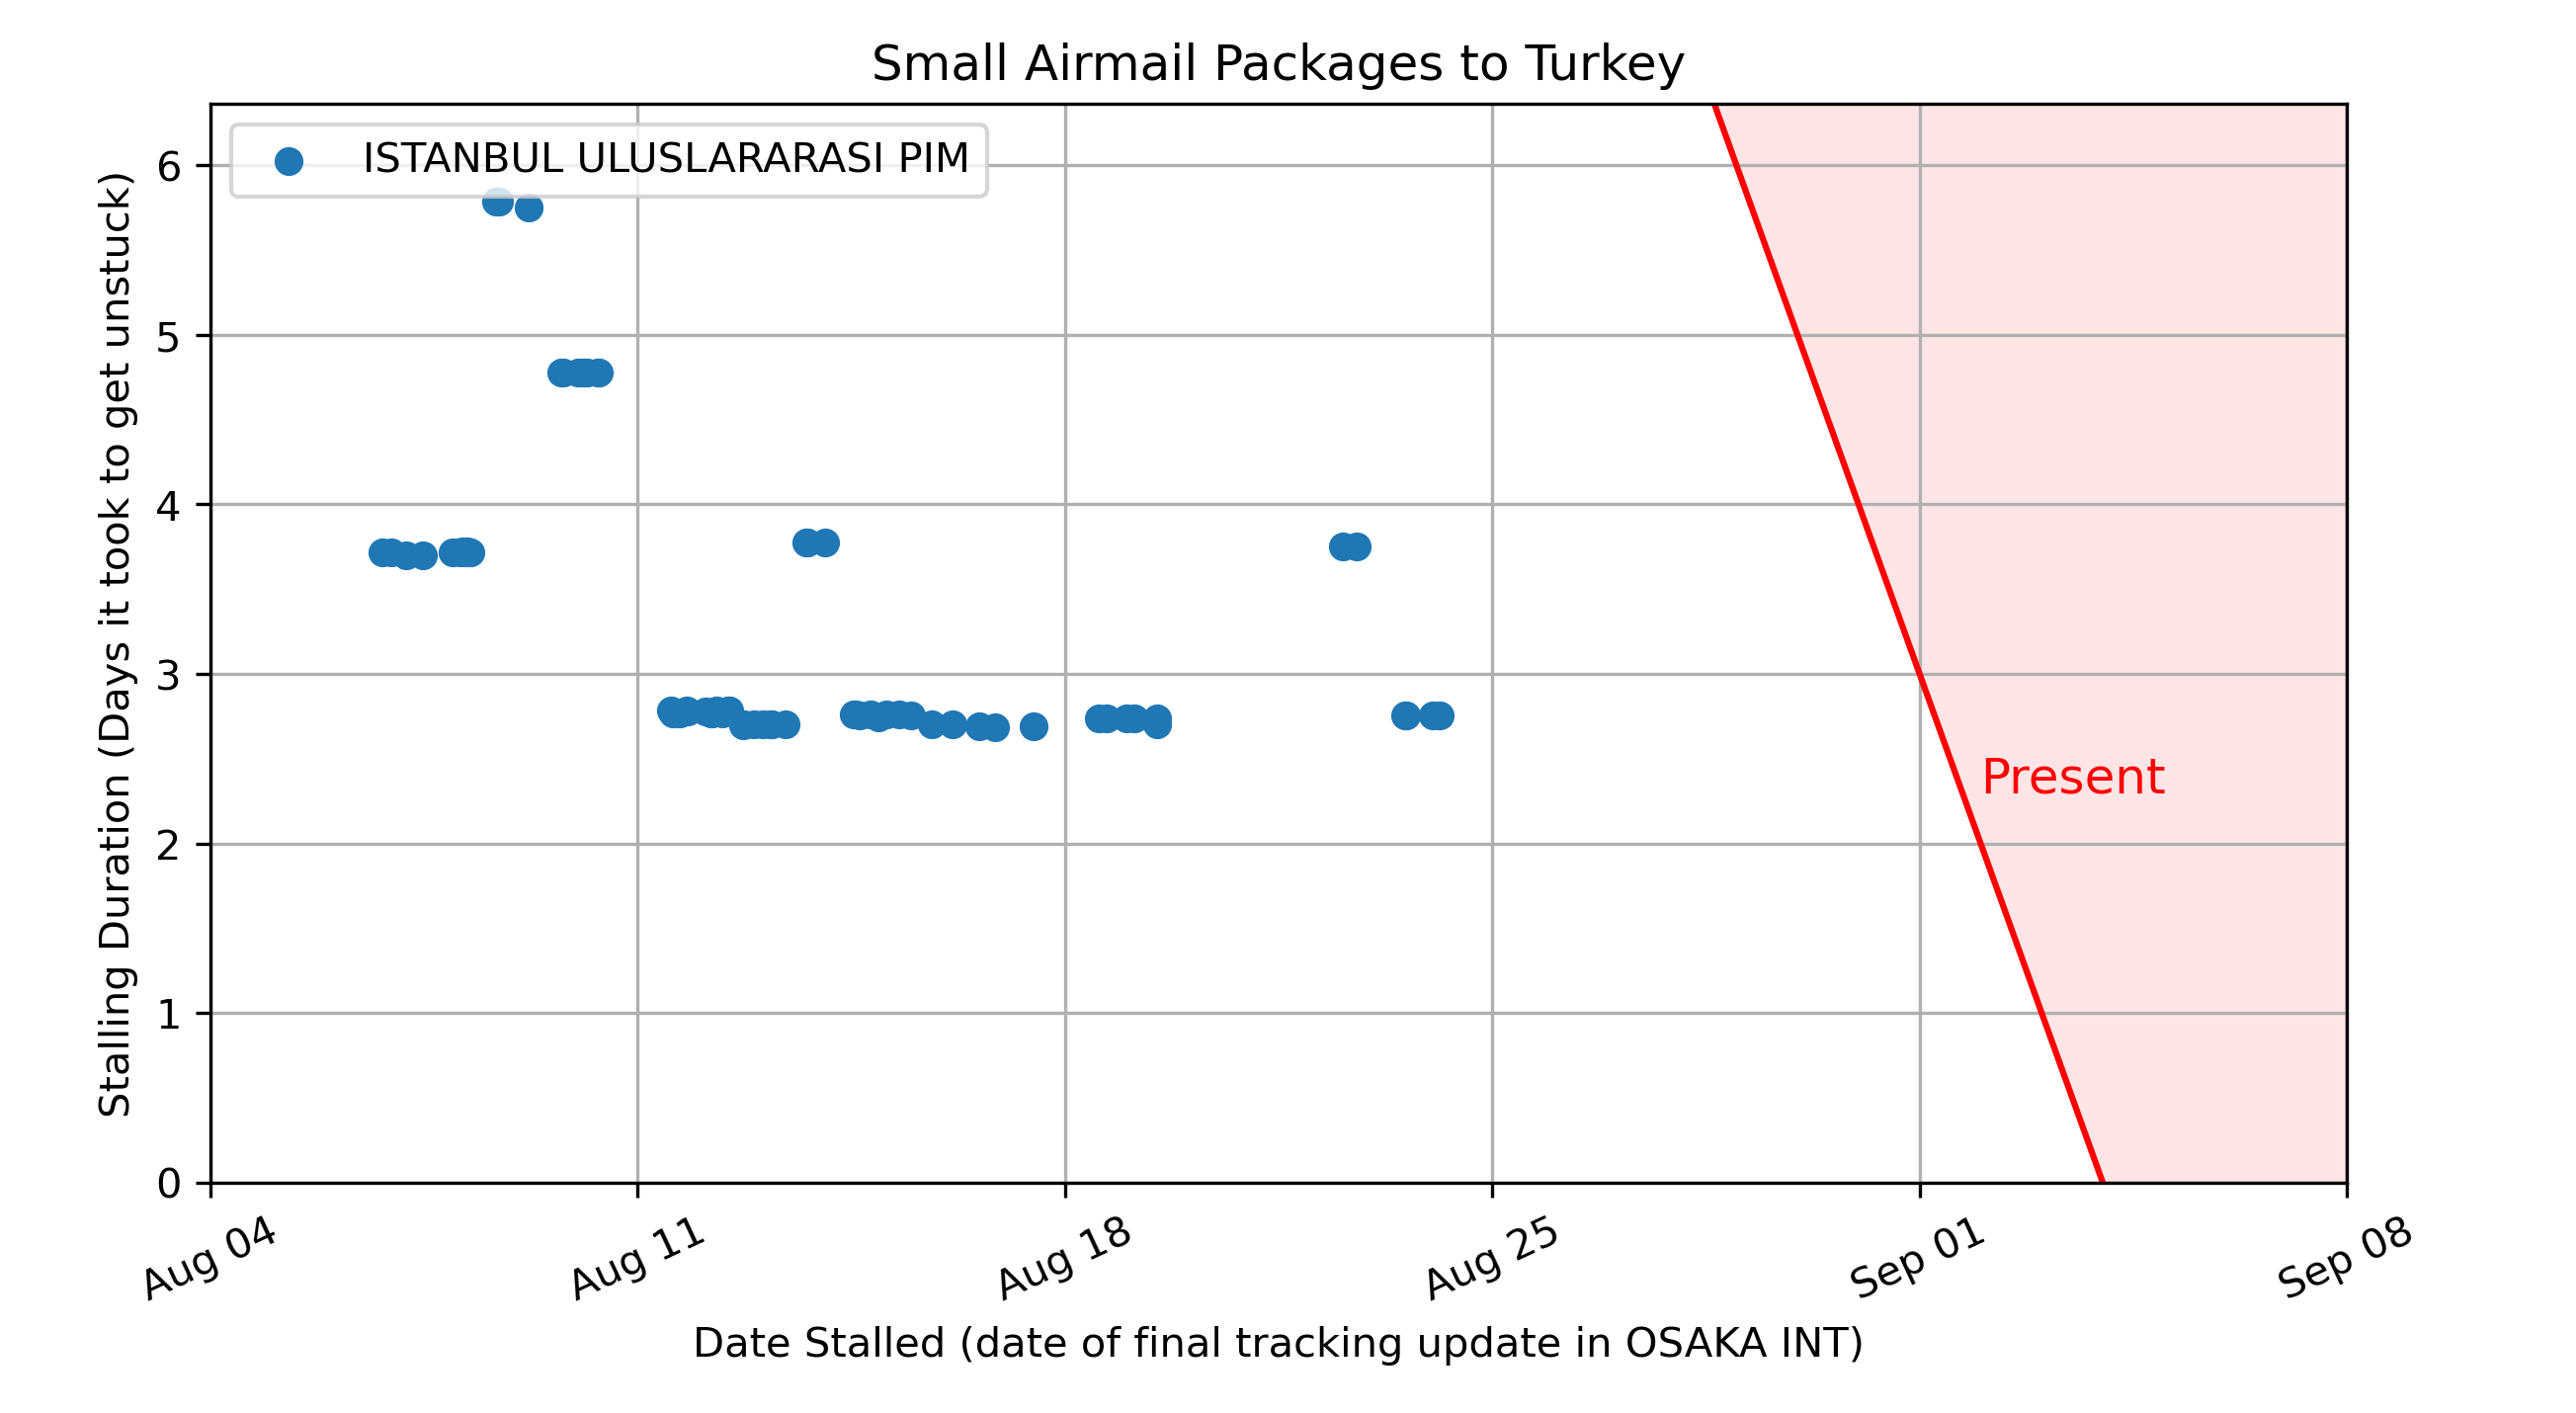 Small Airmail Packages to Turkey
ISTANBUL ULUSLARARASI PIM
Stalling Duration (Days it took to get unstuck)
6
5
4
3
2
1
0
Present
Aug 04
Aug 11
Aug 18
Aug 25
Sep 01
Sep 08
Date Stalled (date of final tracking update in OSAKA INT)